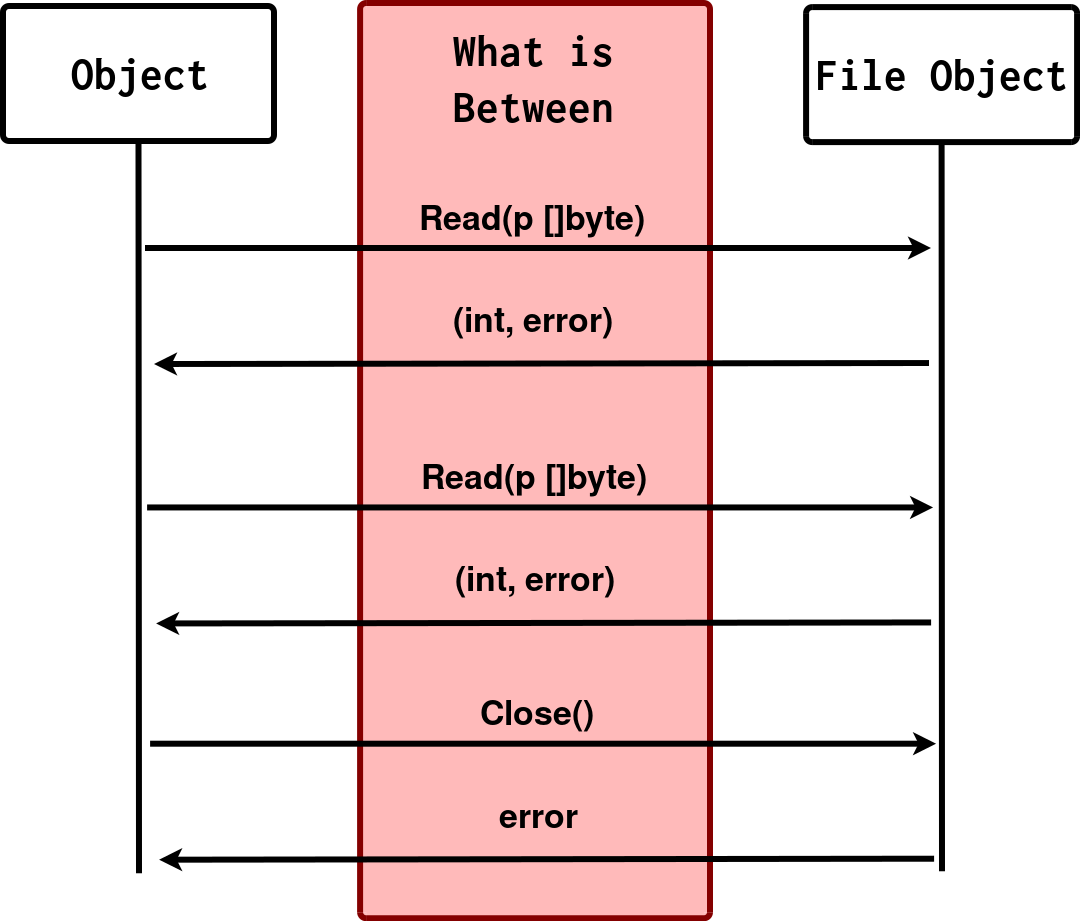 Object
What is
Between
File Object
Read(p []byte)
(int, error)
Read(p []byte)
(int, error)
Close()
error